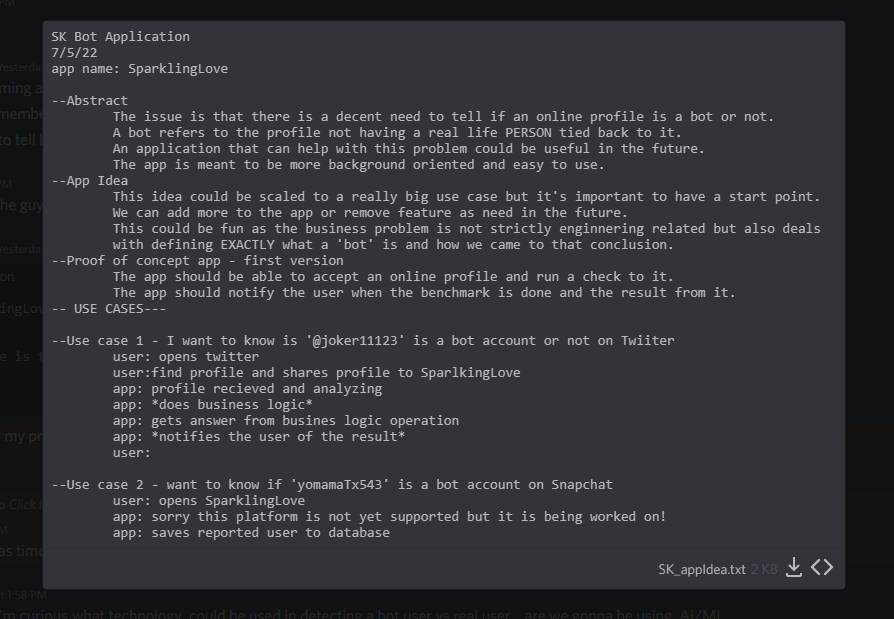 SK Bot Application
7/5/22
app name: SparklingLove
--Abstract
The issue is that there is a decent need to tell if an online profile is a bot or not.
A bot refers to the profile not having a real life PERSON tied back to it.
An application that can help with this problem could be useful in the future.
The app is meant to be more background oriented and easy to use.
--App Idea
This idea could be scaled to a really big use case but it's important to have a start point.
We can add more to the app or remove feature as need in the future.
This could be fun as the business problem is not strictly enginnering related but also deals
with defining EXACTLY what a 'bot' is and how we came to that conclusion.
--Proof of concept app - first version
The app should be able to accept an online profile and run a check to it.
The app should notify the user when the benchmark is done and the result from it.
-- USE CASES---
--Use case 1 - I want to know is '@joker11123' is a bot account or not on Twiiter
user: opens twitter
user:find profile and shares profile to SparlkingLove
app: profile recieved and analyzing
app: *does business logic*
app: gets answer from busines logic operation
app: *notifies the user of the result*
user:
--Use case 2 - want to know if 'yomamaTx543' is a bot account on Snapchat
user: opens SparklingLove
app: sorry this platform is not yet supported but it is being worked on!
app: saves reported user to database
SK_appIdea.txt 2 KB
1:58 PM
I'm curious what technology could be used in detecting a bot user vs real user.. are we gonna be using